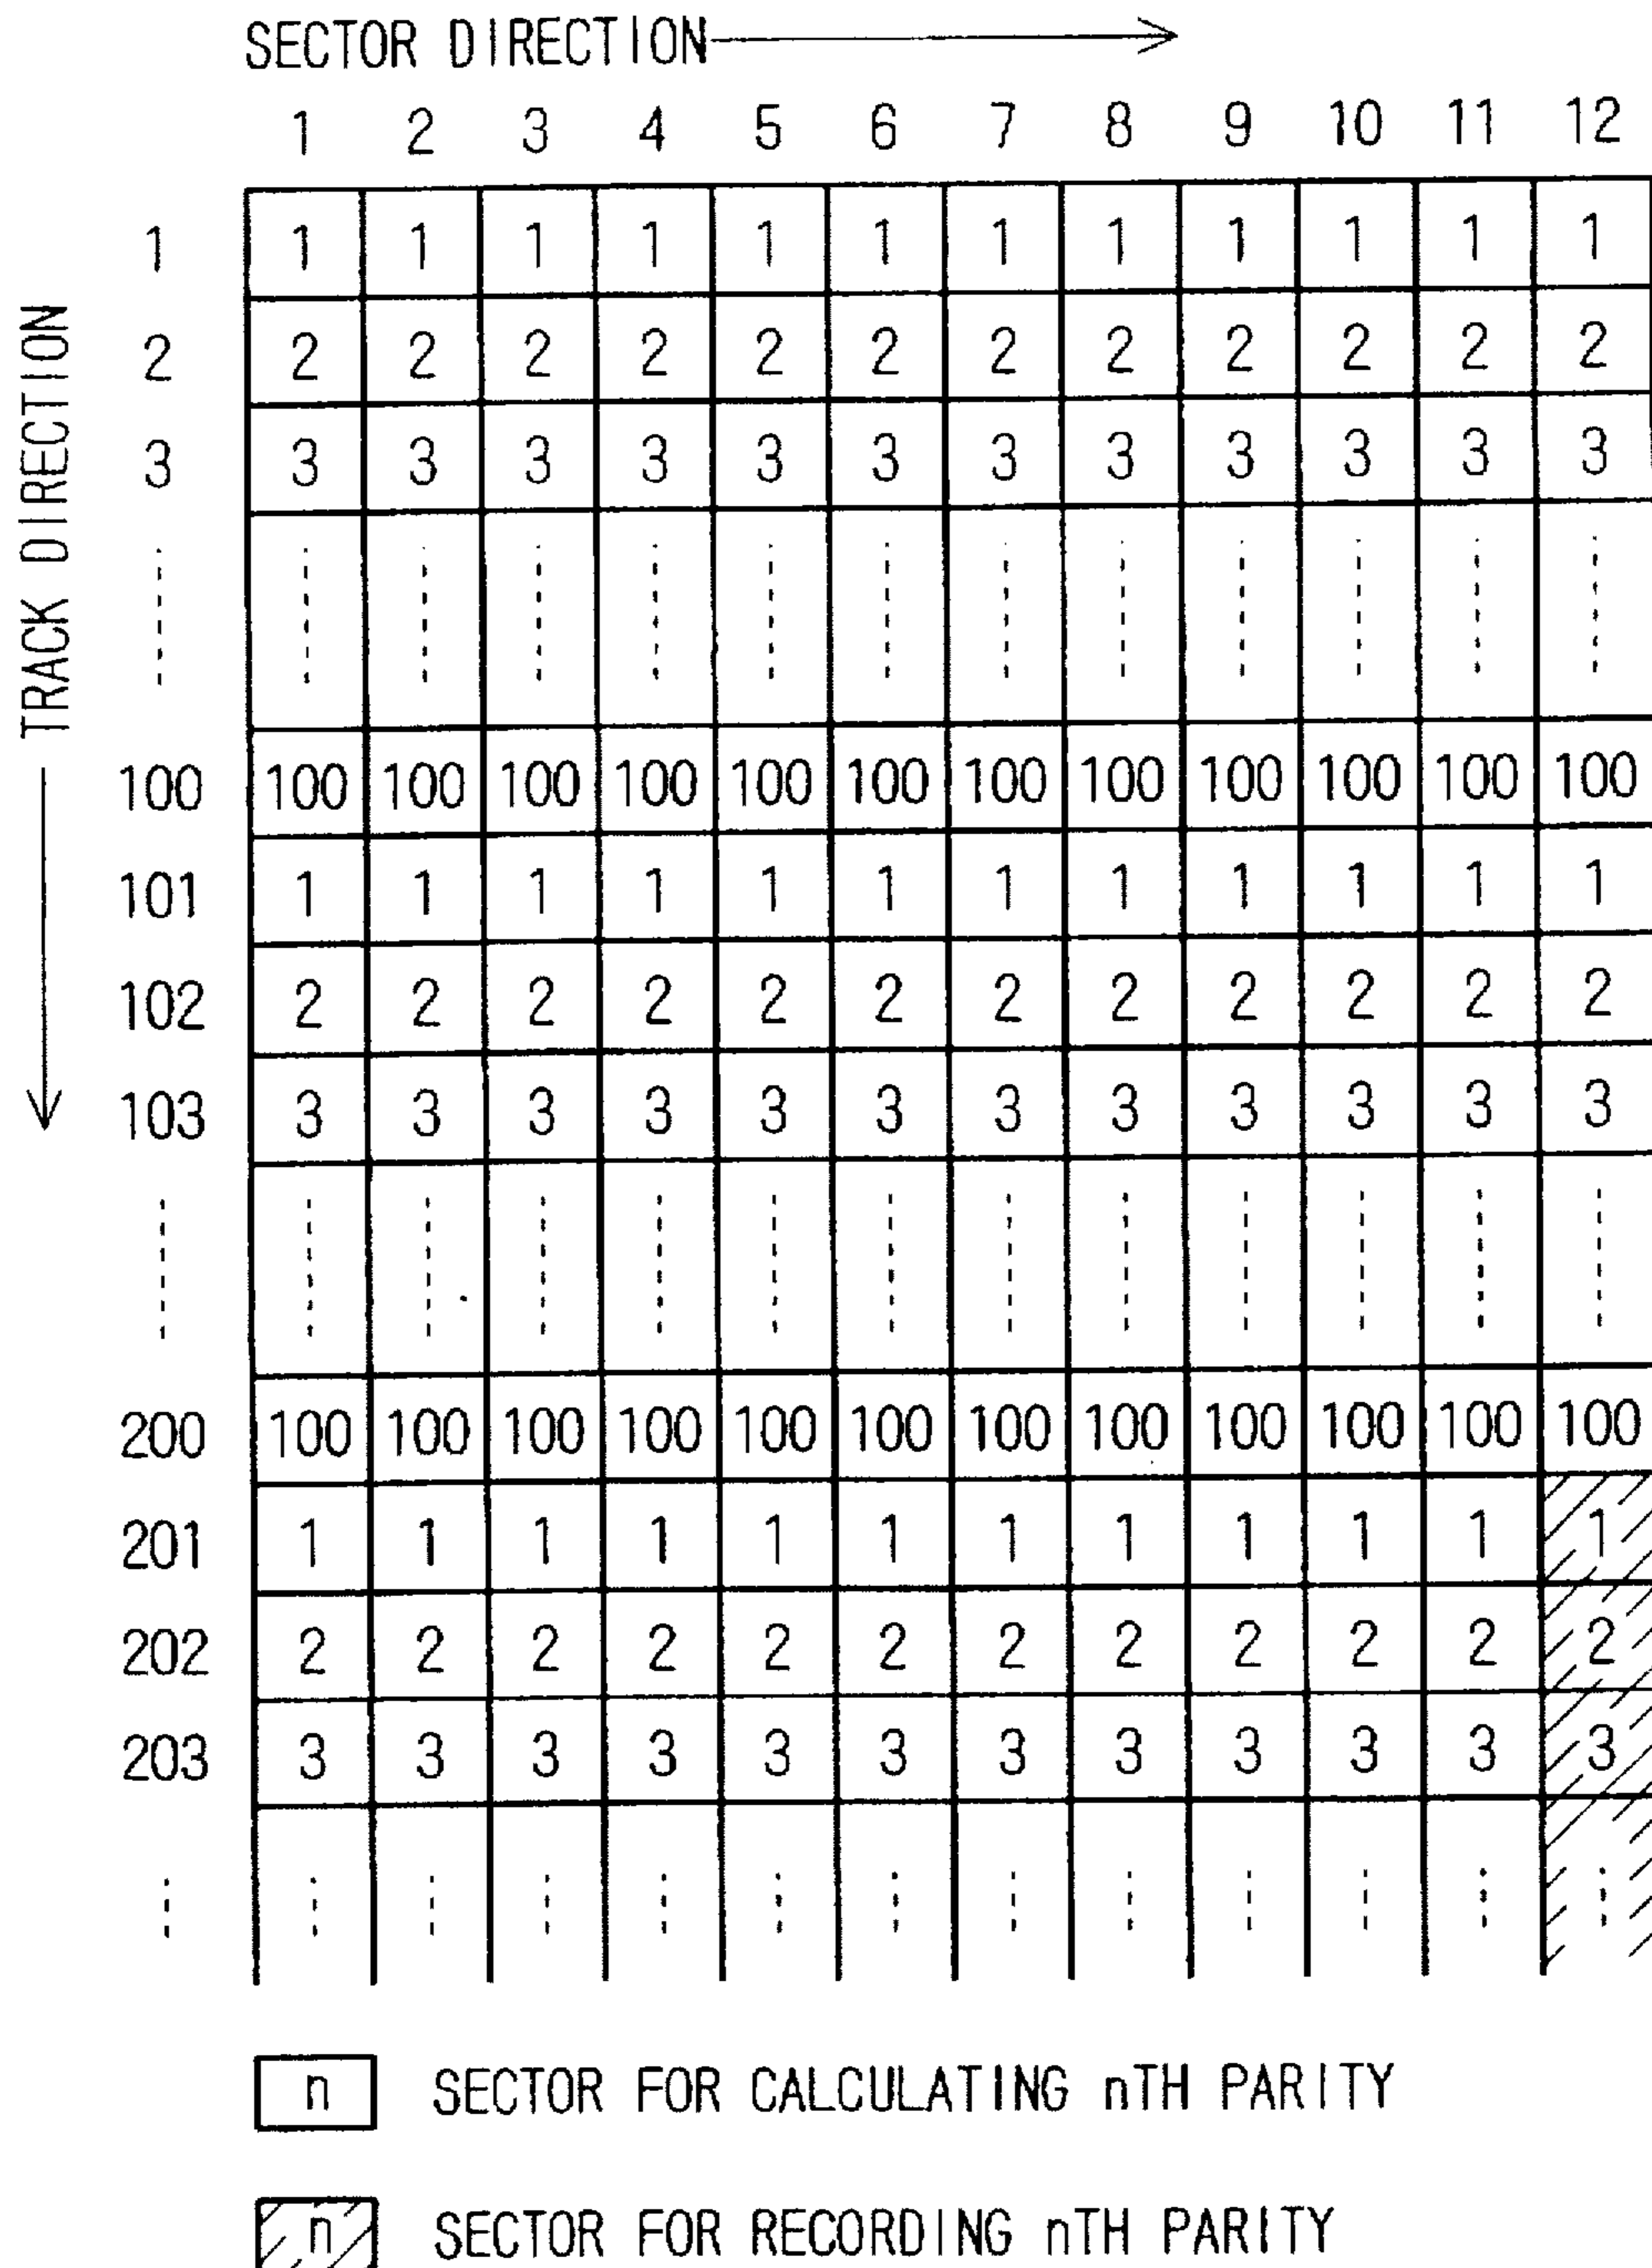 SECTOR DIRECTION
1 2 3 4 5 6 7 8 9 10 11 12
TRACK DIRECTION
1 1 1 1 1 1 1 1 1 1 1 1 1
2 2 2 2 2 2 2 2 2 2 2 2 2
3 3 3 3 3 3 3 3 3 3 3 3 3
100 100 100 100 100 100 100 100 100 100 100 100 100
101 1 1 1 1 1 1 1 1 1 1 1 1
102 2 2 2 2 2 2 2 2 2 2 2 2
103 3 3 3 3 3 3 3 3 3 3 3 3
200 100 100 100 100 100 100 100 100 100 100 100 100
201 1 1 1 1 1 1 1 1 1 1 1 1
202 2 2 2 2 2 2 2 2 2 2 2 2
203 3 3 3 3 3 3 3 3 3 3 3 3
n SECTOR FOR CALCULATING nTH PARITY
n SECTOR FOR RECORDING nTH PARITY